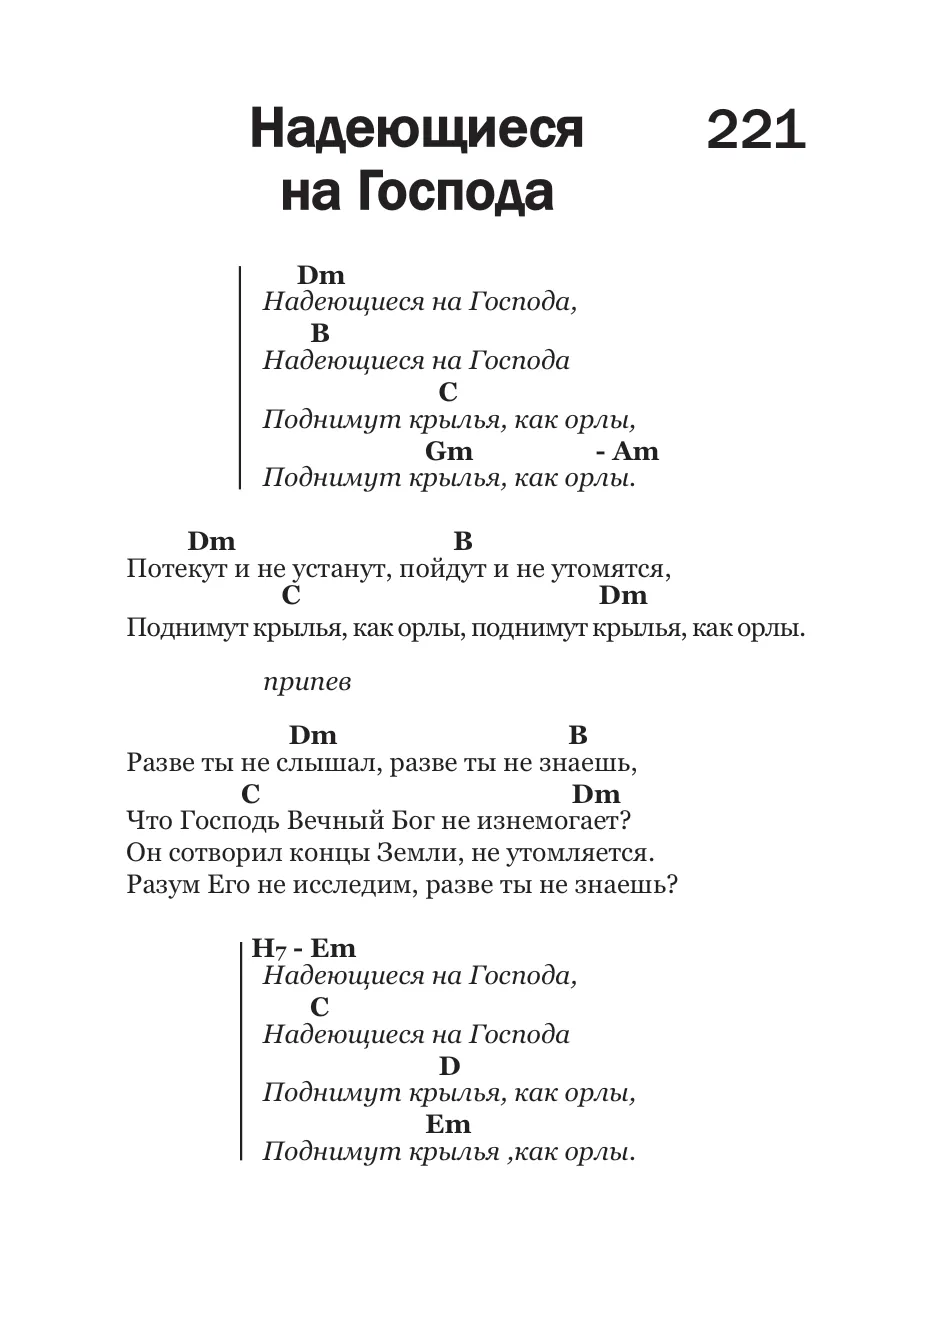 Надеющиеся 221
на Господа
Dm
Надеющиеся на Господа,
B
Надеющиеся на Господа
C
Поднимут крылья, как орлы,
Gm - Am
Поднимут крылья, как орлы.
Dm B
Потекут и не устанут, пойдут и не утомятся,
C Dm
Поднимут крылья, как орлы, поднимут крылья, как орлы.
припев
Dm B
Разве ты не слышал, разве ты не знаешь,
C Dm
Что Господь Вечный Бог не изнемогает?
Он сотворил концы Земли, не утомляется.
Разум Его не исследим, разве ты не знаешь?
H7 - Em
Надеющиеся на Господа,
C
Надеющиеся на Господа
D
Поднимут крылья, как орлы,
Em
Поднимут крылья ,как орлы.